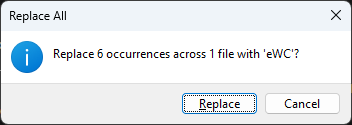 Replace All
Replace 6 occurrences across 1 file with 'eWC'?
Replace
Cancel